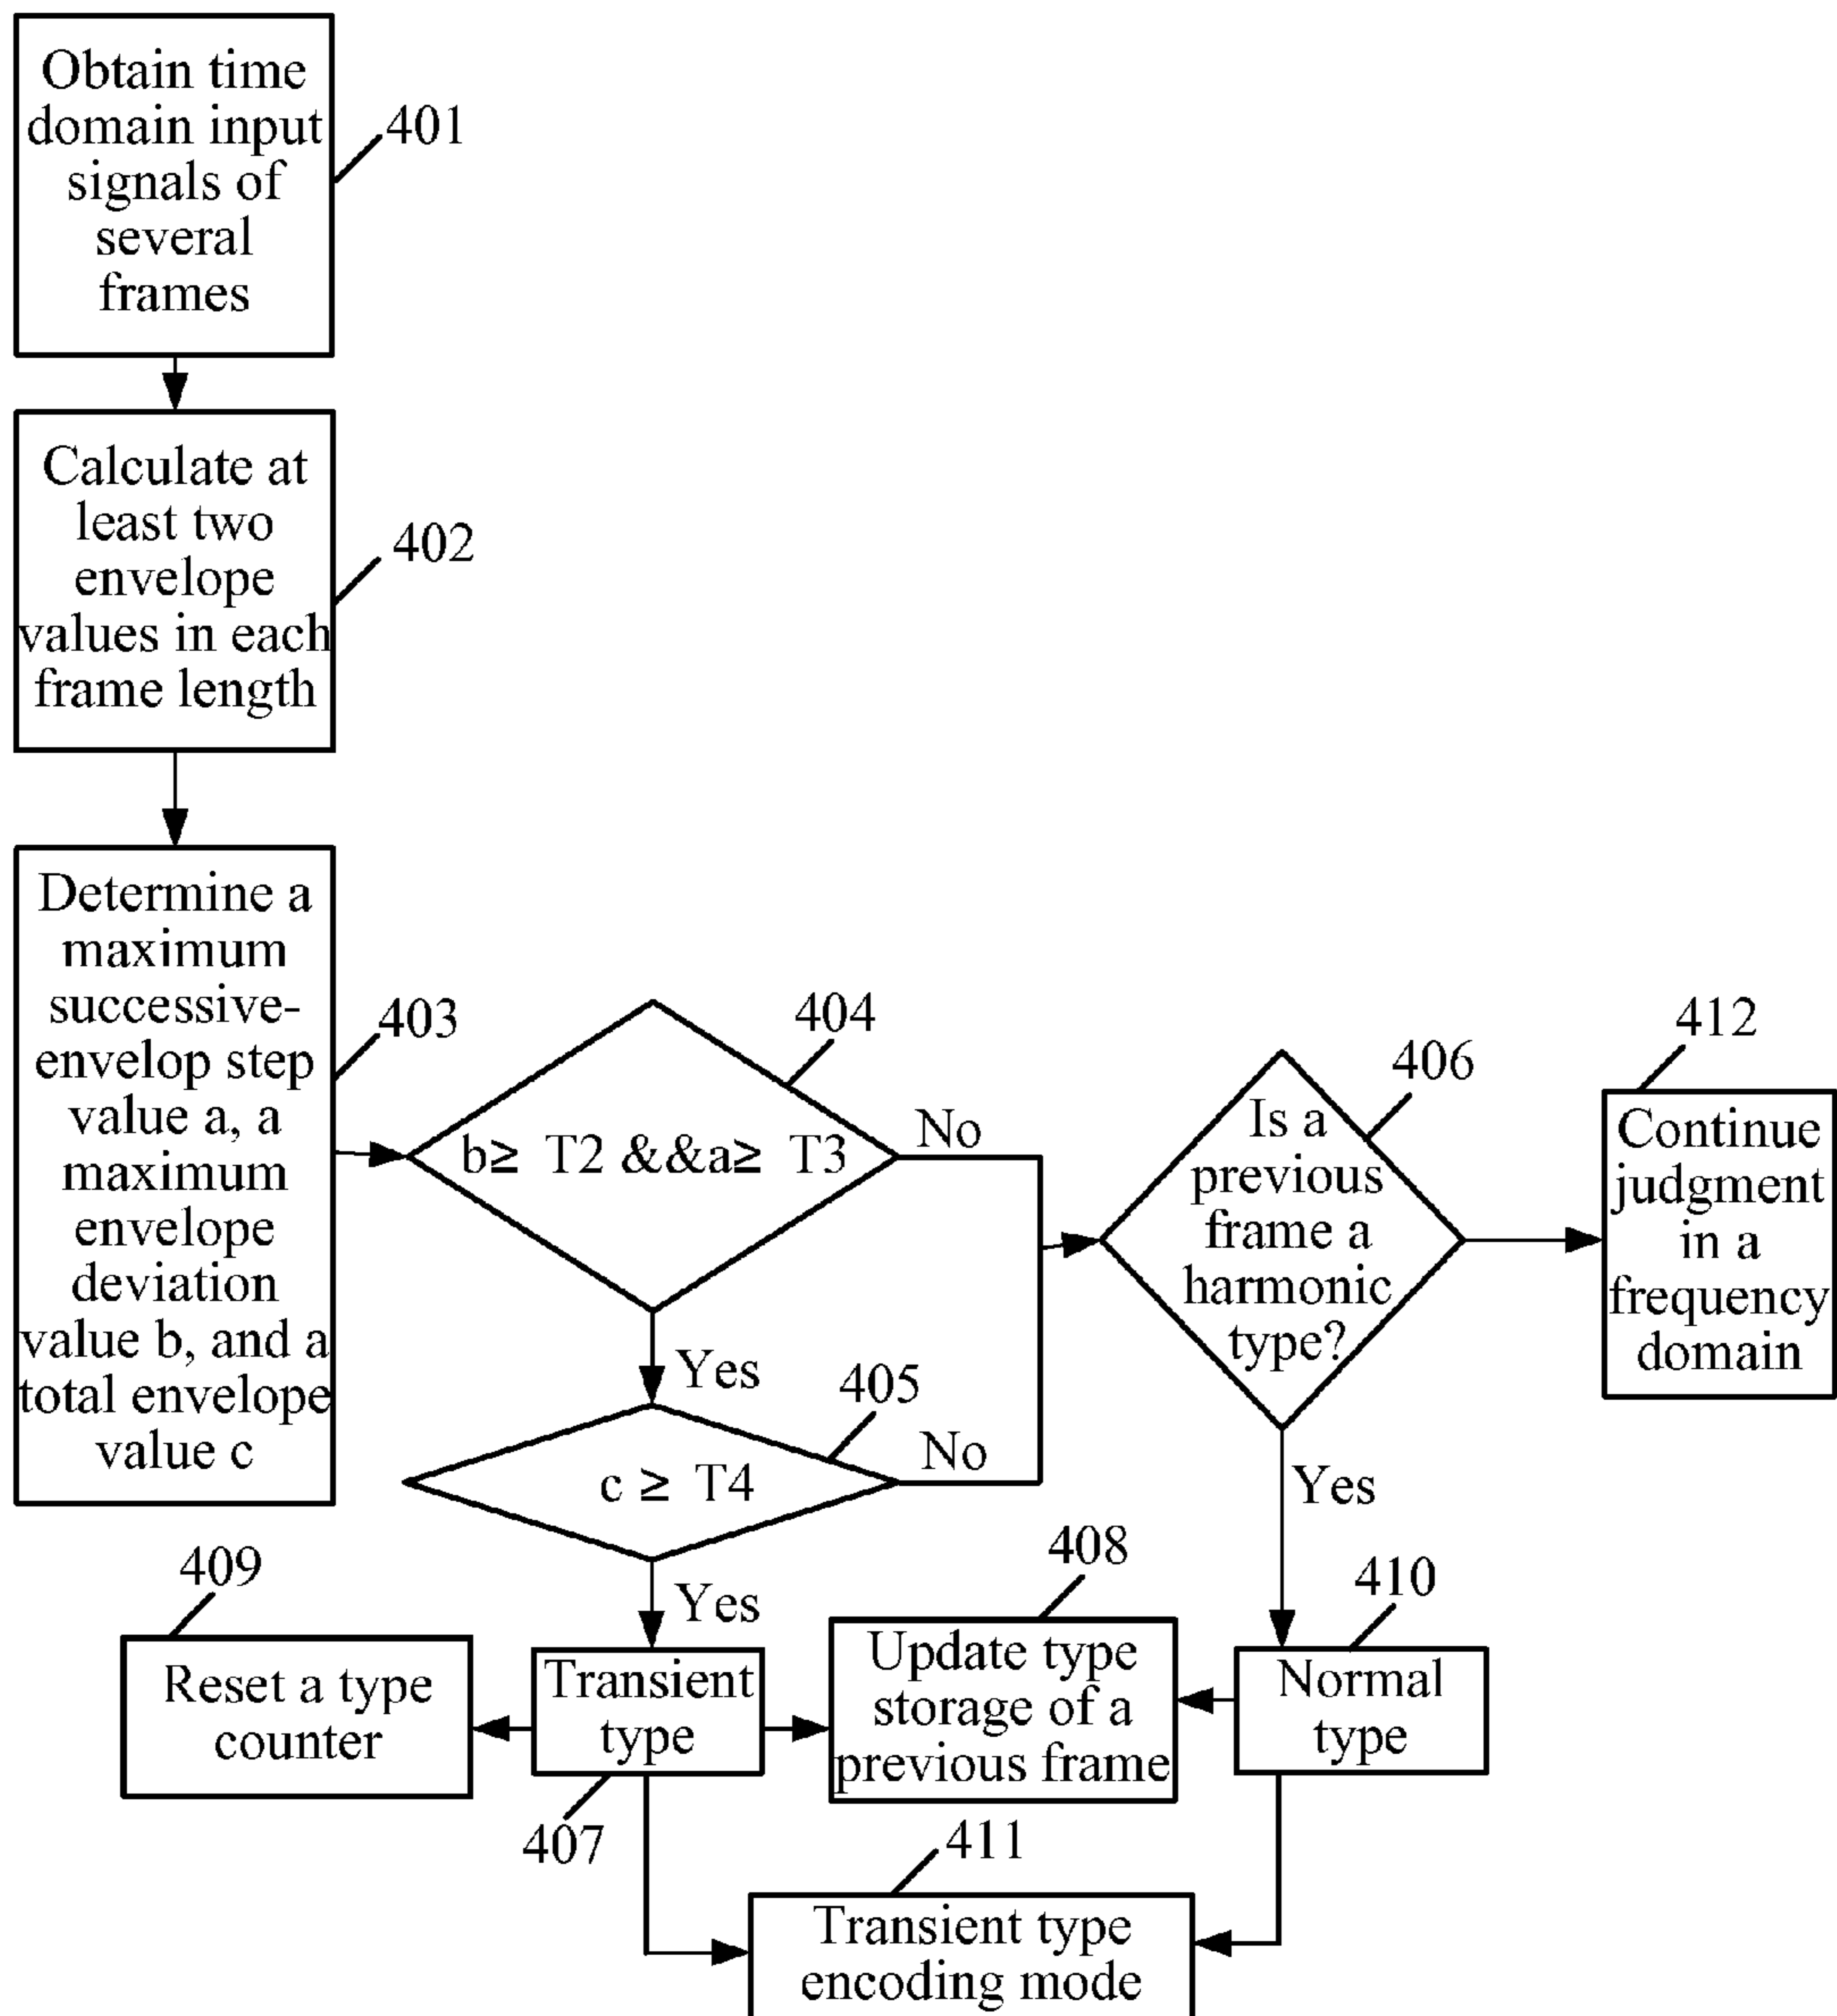 Obtain time
domain input
signals of
several
frames
401
Calculate at
least two
envelope
values in each
frame length
402
Determine a
maximum
successive-
envelop step
value a, a
maximum
envelope
deviation
value b, and a
total envelope
value c
403
404
b≥ T2 &&a≥ T3
No
Yes
405
c ≥ T4
No
Yes
406
Is a
previous
frame a
harmonic
type?
Yes
412
Continue
judgment
in a
frequency
domain
409
Reset a type
counter
Transient
type
407
408
Update type
storage of a
previous frame
410
Normal
type
411
Transient type
encoding mode